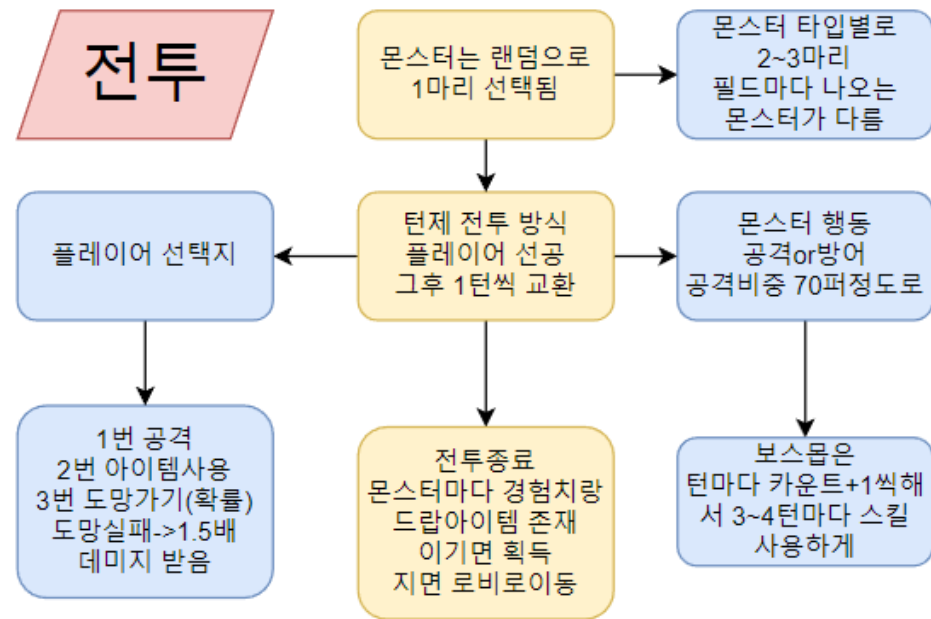 전투
몬스터는 랜덤으로
1마리 선택됨
몬스터 타입별로
2~3마리
필드마다 나오는
몬스터가 다름
플레이어 선택지
턴제 전투 방식
플레이어 선공
그후 1턴씩 교환
몬스터 행동
공격or방어
공격비중 70퍼정도로
1번 공격
2번 아이템사용
3번 도망가기(확률)
도망실패->1.5배
데미지 받음
전투종료
몬스터마다 경험치랑
드랍아이템 존재
이기면 획득
지면 로비로이동
보스몹은
턴마다 카운트+1씩해
서 3~4턴마다 스킬
사용하게